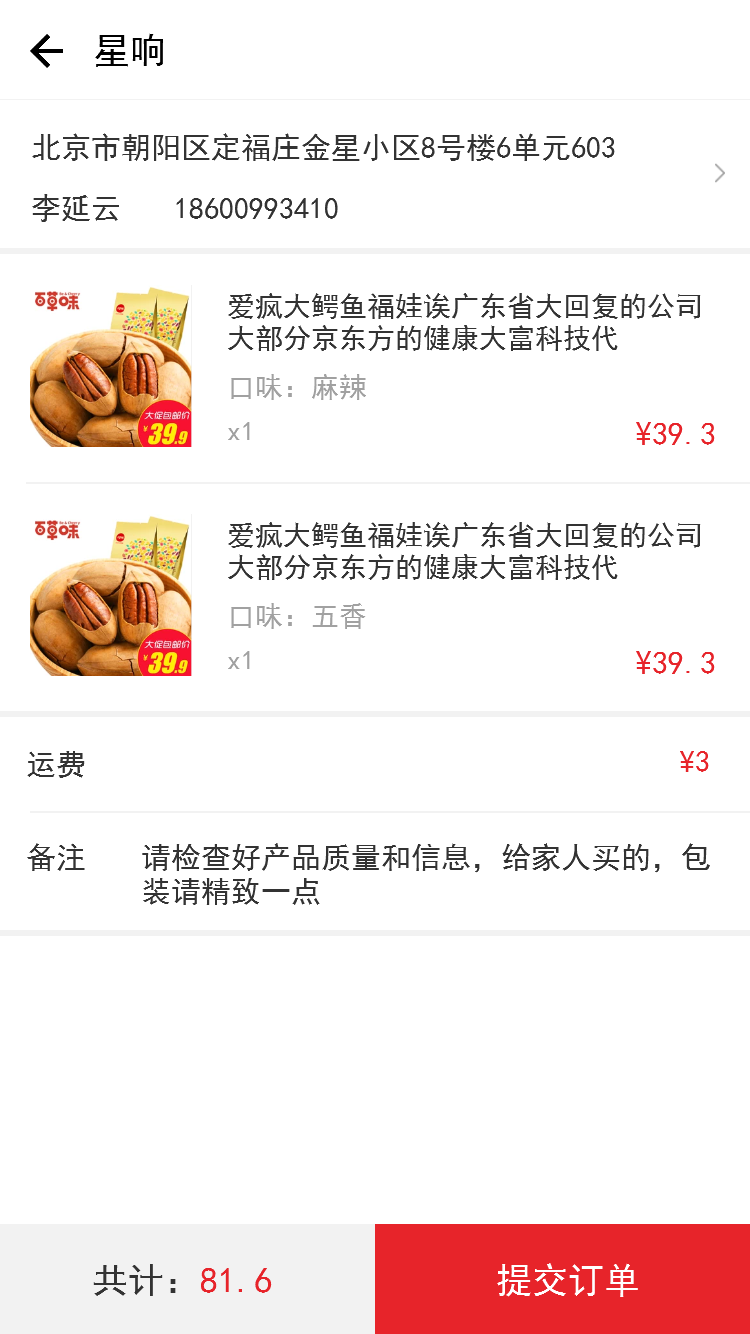 星响
北京市朝阳区定福庄金星小区8号楼6单元603
李延云 18600993410
百草味
大促包邮价
¥39.9
爱疯大鳄鱼福娃诶广东省大回复的公司
大部分京东方的健康大富科技代
口味：麻辣
x1
¥39.3
百草味
大促包邮价
¥39.9
爱疯大鳄鱼福娃诶广东省大回复的公司
大部分京东方的健康大富科技代
口味：五香
x1
¥39.3
运费 ¥3
备注 请检查好产品质量和信息，给家人买的，包
装请精致一点
共计：81.6 提交订单